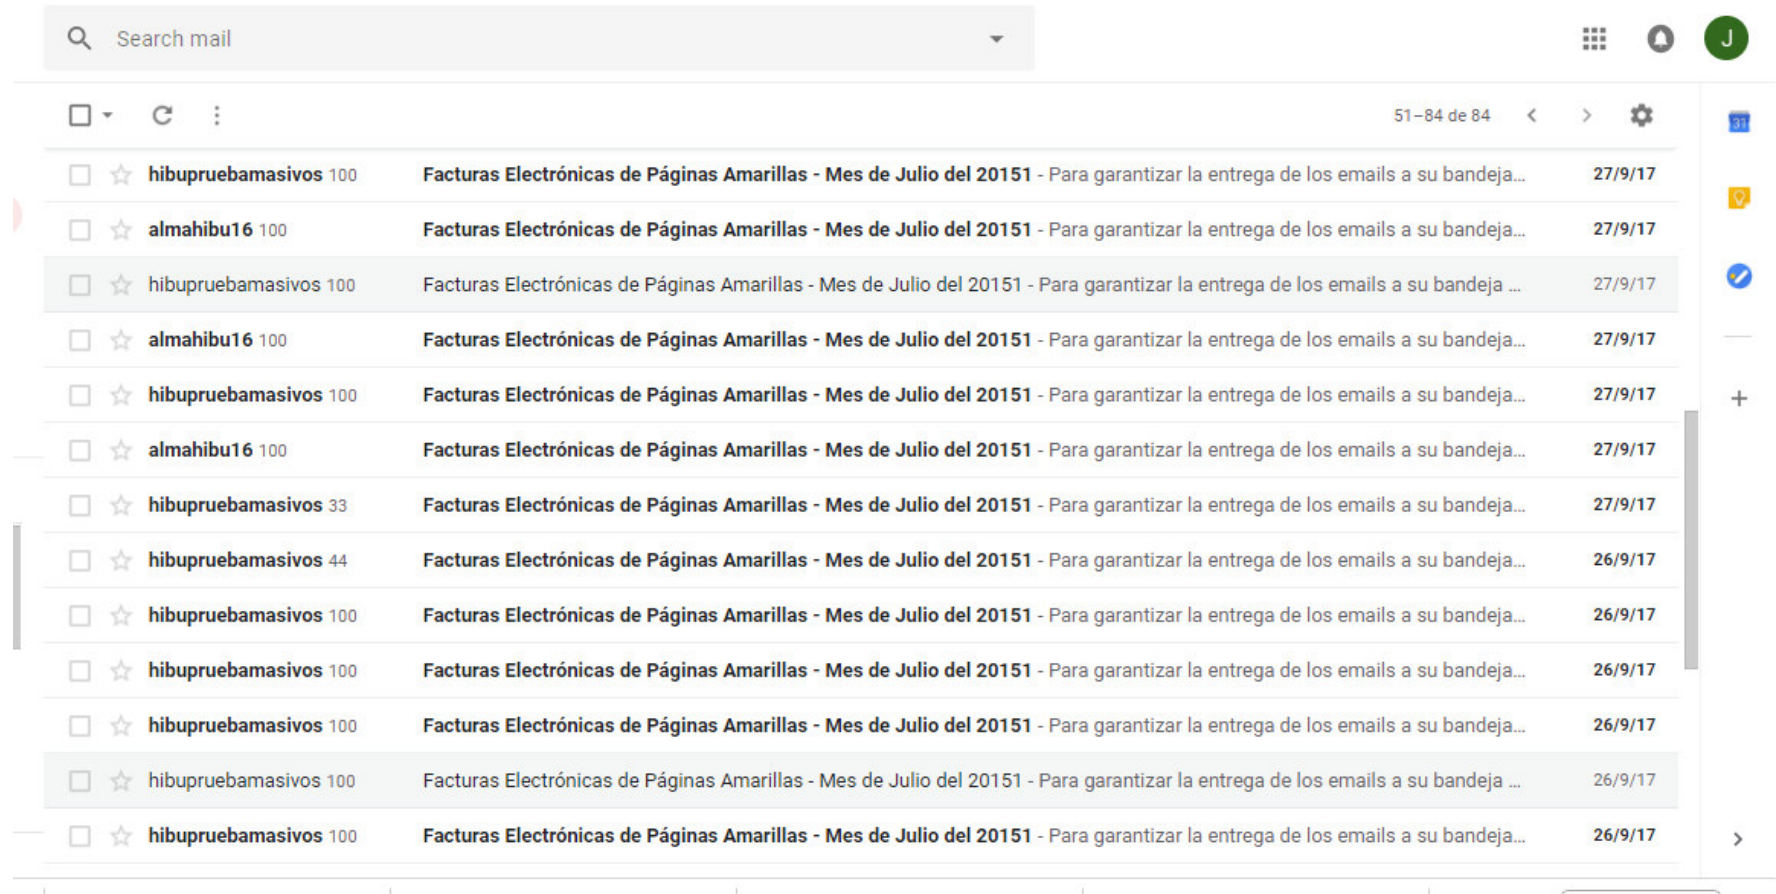 Search mail
J
51–84 de 84
31
hibupruebamasivos 100 Facturas Electrónicas de Páginas Amarillas - Mes de Julio del 20151 - Para garantizar la entrega de los emails a su bandeja... 27/9/17
almahibu16 100 Facturas Electrónicas de Páginas Amarillas - Mes de Julio del 20151 - Para garantizar la entrega de los emails a su bandeja... 27/9/17
hibupruebamasivos 100 Facturas Electrónicas de Páginas Amarillas - Mes de Julio del 20151 - Para garantizar la entrega de los emails a su bandeja ... 27/9/17
almahibu16 100 Facturas Electrónicas de Páginas Amarillas - Mes de Julio del 20151 - Para garantizar la entrega de los emails a su bandeja... 27/9/17
hibupruebamasivos 100 Facturas Electrónicas de Páginas Amarillas - Mes de Julio del 20151 - Para garantizar la entrega de los emails a su bandeja... 27/9/17
almahibu16 100 Facturas Electrónicas de Páginas Amarillas - Mes de Julio del 20151 - Para garantizar la entrega de los emails a su bandeja... 27/9/17
hibupruebamasivos 33 Facturas Electrónicas de Páginas Amarillas - Mes de Julio del 20151 - Para garantizar la entrega de los emails a su bandeja... 27/9/17
hibupruebamasivos 44 Facturas Electrónicas de Páginas Amarillas - Mes de Julio del 20151 - Para garantizar la entrega de los emails a su bandeja... 26/9/17
hibupruebamasivos 100 Facturas Electrónicas de Páginas Amarillas - Mes de Julio del 20151 - Para garantizar la entrega de los emails a su bandeja... 26/9/17
hibupruebamasivos 100 Facturas Electrónicas de Páginas Amarillas - Mes de Julio del 20151 - Para garantizar la entrega de los emails a su bandeja... 26/9/17
hibupruebamasivos 100 Facturas Electrónicas de Páginas Amarillas - Mes de Julio del 20151 - Para garantizar la entrega de los emails a su bandeja... 26/9/17
hibupruebamasivos 100 Facturas Electrónicas de Páginas Amarillas - Mes de Julio del 20151 - Para garantizar la entrega de los emails a su bandeja ... 26/9/17
hibupruebamasivos 100 Facturas Electrónicas de Páginas Amarillas - Mes de Julio del 20151 - Para garantizar la entrega de los emails a su bandeja... 26/9/17